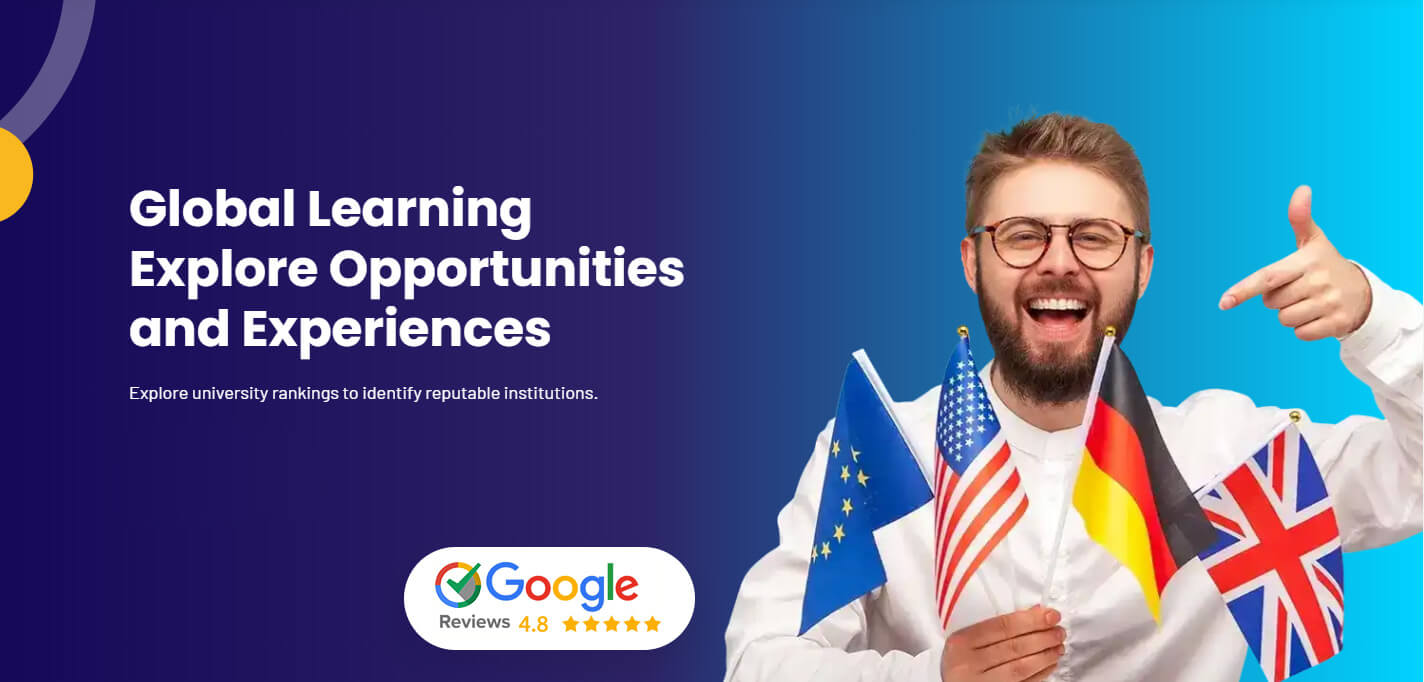 Global Learning
Explore Opportunities
and Experiences
Explore university rankings to identify reputable institutions.
Google
Reviews 4.8